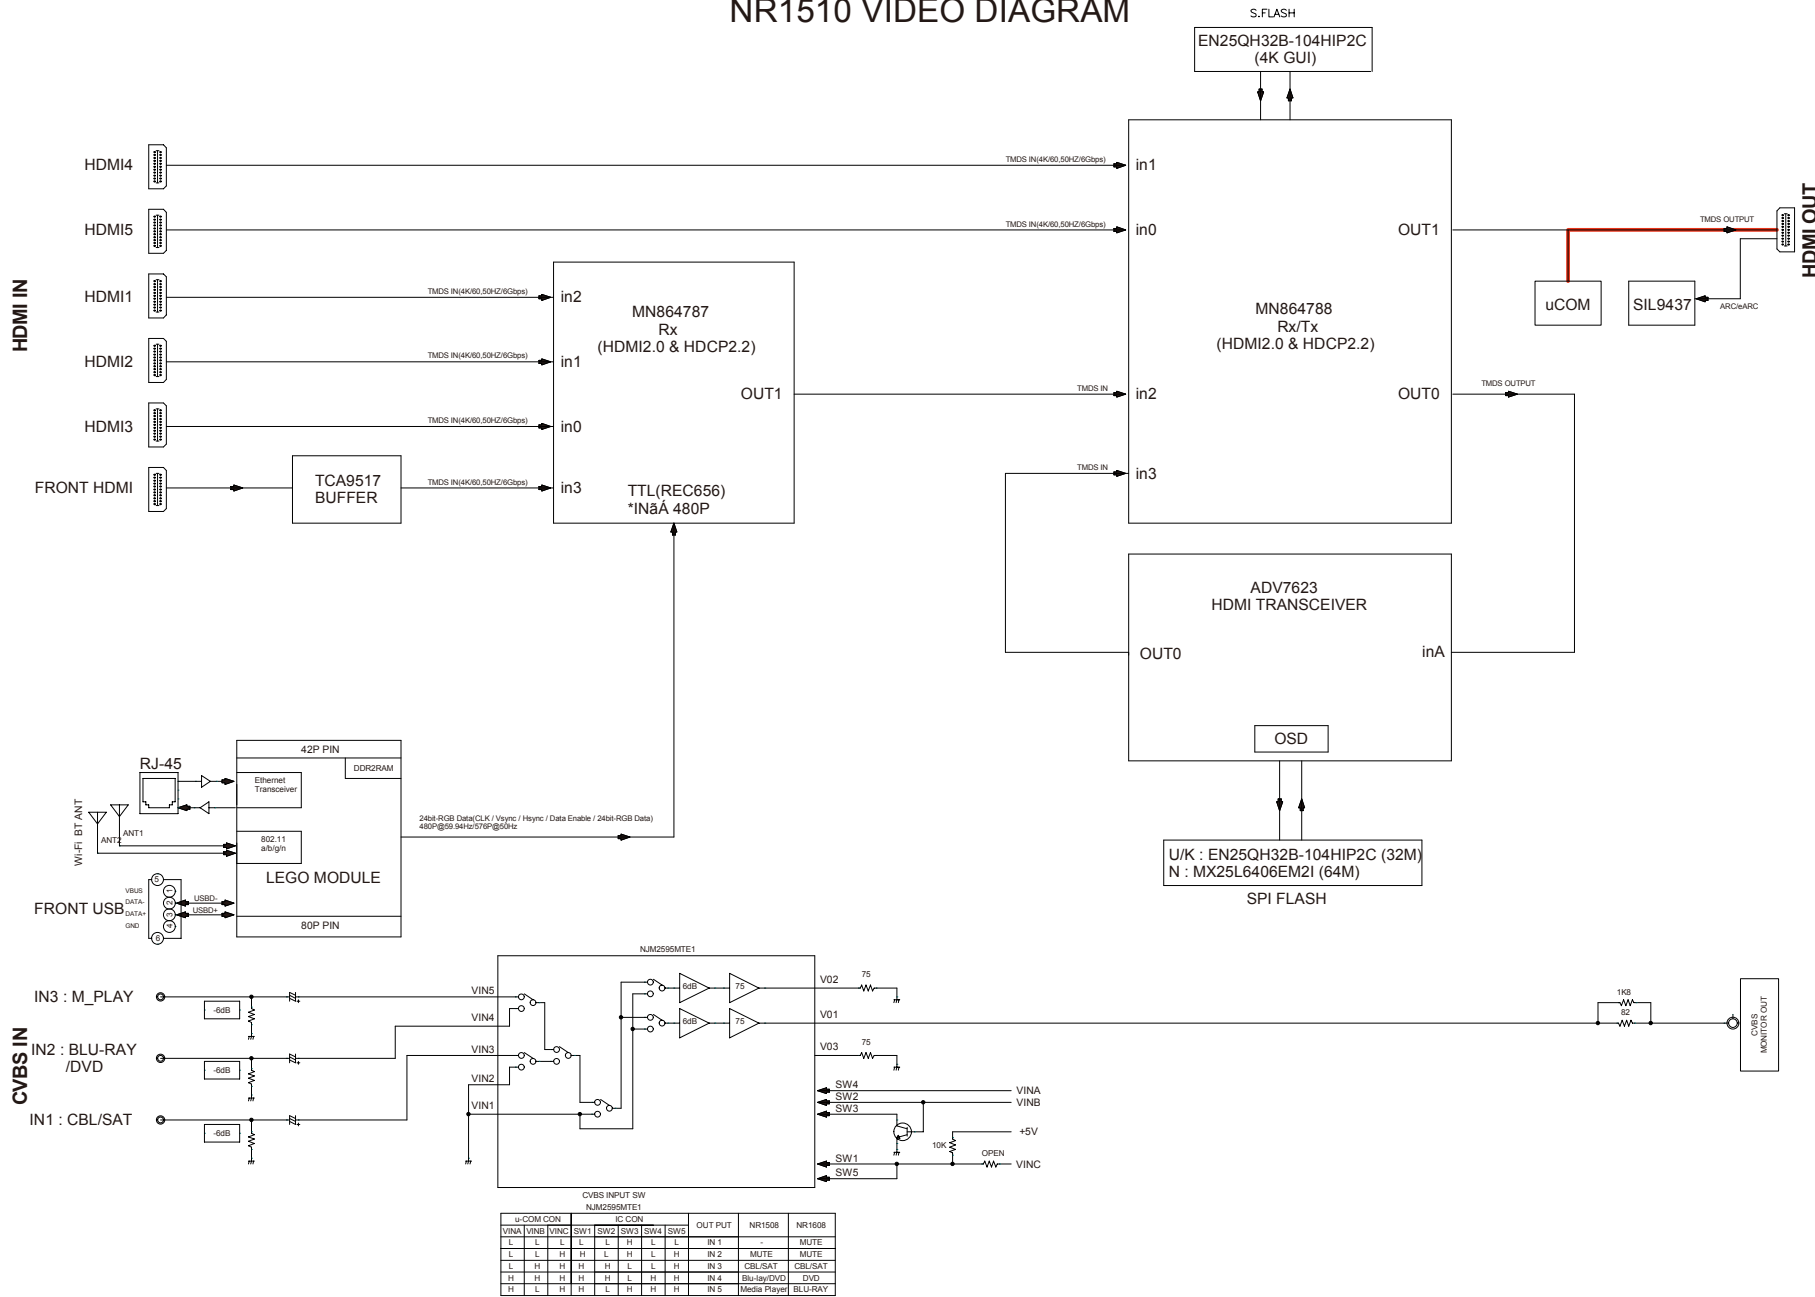 NR1510 VIDEO DIAGRAM
S.FLASH
EN25QH32B-104HIP2C
(4K GUI)
HDMI IN
HDMI4
TMDS IN(4K/60,50HZ/6Gbps)
in1
HDMI5
TMDS IN(4K/60,50HZ/6Gbps)
in0
HDMI1
TMDS IN(4K/60,50HZ/6Gbps)
in2
HDMI2
TMDS IN(4K/60,50HZ/6Gbps)
in1
HDMI3
TMDS IN(4K/60,50HZ/6Gbps)
in0
FRONT HDMI
TCA9517
BUFFER
TMDS IN(4K/60,50HZ/6Gbps)
in3
MN864787
Rx
(HDMI2.0 & HDCP2.2)
OUT1
TTL(REC656)
*INãÁ 480P
TMDS IN
in2
TMDS IN
in3
MN864788
Rx/Tx
(HDMI2.0 & HDCP2.2)
OUT1
OUT0
TMDS OUTPUT
TMDS OUTPUT
HDMI OUT
uCOM
SIL9437
ARC/eARC
ADV7623
HDMI TRANSCEIVER
OUT0
inA
OSD
U/K : EN25QH32B-104HIP2C (32M)
N : MX25L6406EM2I (64M)
SPI FLASH
42P PIN
DDR2RAM
RJ-45
Ethernet
Transceiver
Wi-Fi BT ANT
ANT1
ANT2
802.11
a/b/g/n
LEGO MODULE
80P PIN
24bit-RGB Data(CLK / Vsync / Hsync / Data Enable / 24bit-RGB Data)
480P@59.94Hz/576P@50Hz
FRONT USB
VBUS
DATA-
DATA+
GND
5
1
2
3
4
6
USBD-
USBD+
CVBS IN
IN3 : M_PLAY
-6dB
IN2 : BLU-RAY
/DVD
-6dB
IN1 : CBL/SAT
-6dB
NJM2595MTE1
VIN5
VIN4
VIN3
VIN2
VIN1
6dB
75
6dB
75
V02
75
V01
V03
75
SW4
VINA
SW2
VINB
SW3
+5V
10K
OPEN
SW1
VINC
SW5
1K8
82
CVBS
MONITOR OUT
CVBS INPUT SW
NJM2595MTE1
u-COM CON IC CON OUT PUT NR1508 NR1608
VINA VINB VINC SW1 SW2 SW3 SW4 SW5
L L L L L H L L IN 1 - MUTE
L L H H L H L H IN 2 MUTE MUTE
L H H H H L L H IN 3 CBL/SAT CBL/SAT
H H H H H L H H IN 4 Blu-lay/DVD DVD
H L H H L H H H IN 5 Media Player BLU-RAY